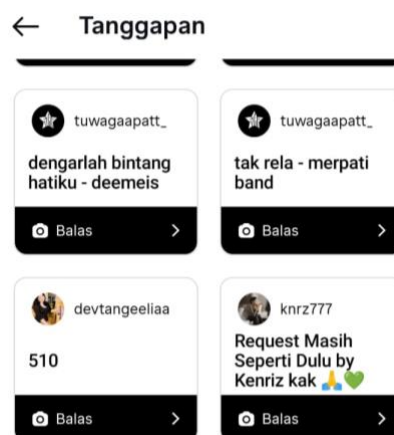 Tanggapan
tuwagaapatt_
dengarlah bintang
hatiku - deemeis
Balas
tuwagaapatt_
tak rela - merpati
band
Balas
devtangeeliaa
510
Balas
knrz777
Request Masih
Seperti Dulu by
Kenriz kak 🙏💚
Balas